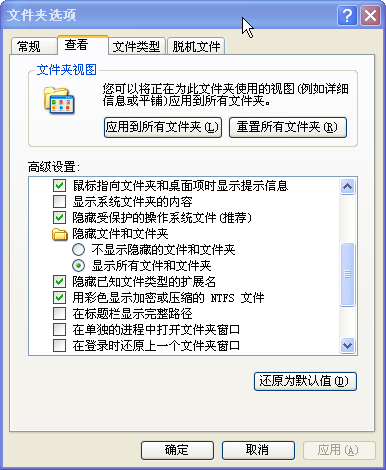 文件夹选项
常规 查看 文件类型 脱机文件
文件夹视图
您可以将正在为此文件夹使用的视图(例如详细
信息或平铺)应用到所有文件夹。
应用到所有文件夹(L) 重置所有文件夹(R)
高级设置:
鼠标指向文件夹和桌面项时显示提示信息
显示系统文件夹的内容
隐藏受保护的操作系统文件(推荐)
隐藏文件和文件夹
不显示隐藏的文件和文件夹
显示所有文件和文件夹
隐藏已知文件类型的扩展名
用彩色显示加密或压缩的 NTFS 文件
在标题栏显示完整路径
在单独的进程中打开文件夹窗口
在登录时还原上一个文件夹窗口
还原为默认值(D)
确定 取消 应用(A)